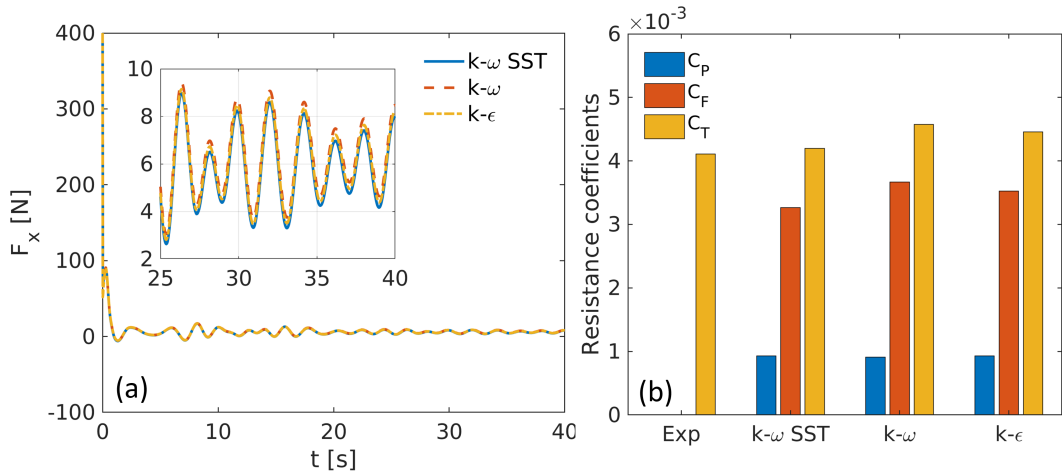 400
300
200
100
0
-100
F_x [N]
0 10 20 30 40
t [s]
k-ω SST
k-ω
k-ϵ
10
8
6
4
2
25 30 35 40
(a)
×10⁻³
6
5
4
3
2
1
0
Resistance coefficients
C_P
C_F
C_T
(b)
Exp k-ω SST k-ω k-ϵ